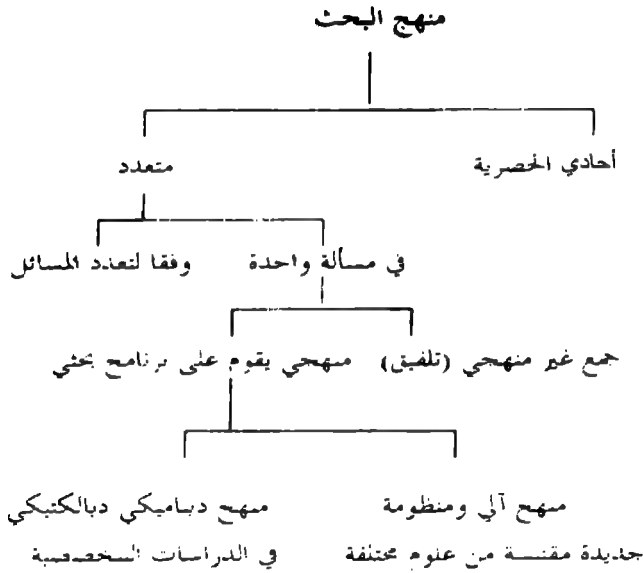 منهج البحث
أحادي الحصرية
متعدد
في مسألة واحدة
وفقا لتعدد المسائل
جمع غير منهجي (تلفيق)
منهجي يقوم على برنامج بحثي
منهج آلي ومنظومة
جديدة مقتبسة من علوم مختلفة
منهج ديناميكي ديالكتيكي
في الدراسات التخصصية